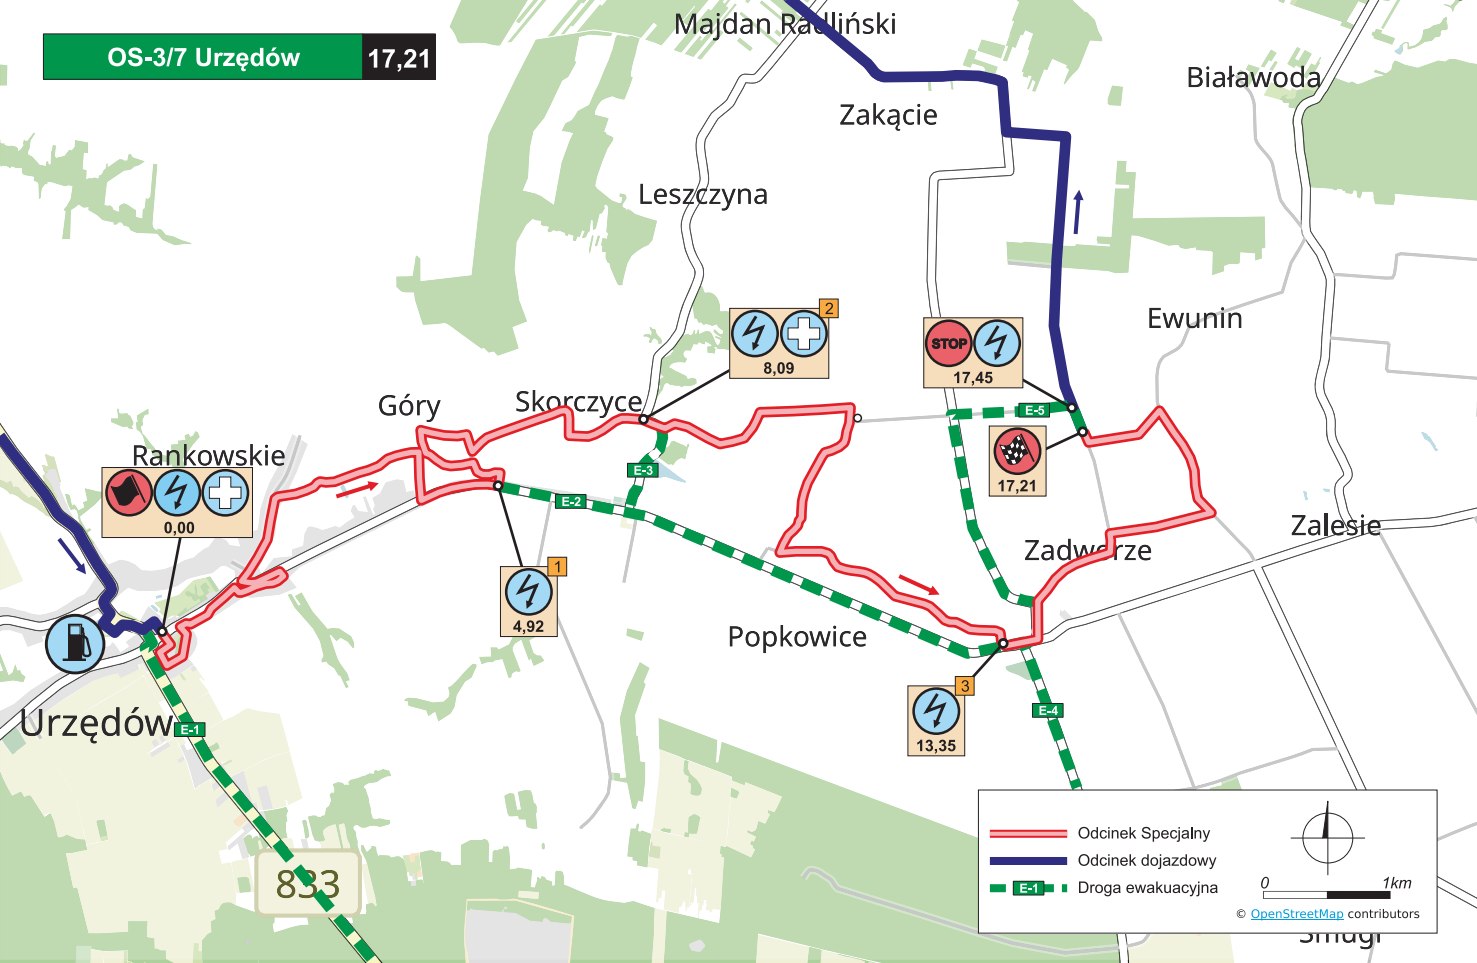 Majdan Radliński
OS-3/7 Urzędów 17,21
Białawoda
Zakącie
Leszczyna
2
8,09
Ewunin
STOP
17,45
Góry
Skorczyce
E-5
Rankowskie
E-3
17,21
0,00
E-2
Zalesie
Zadworze
1
4,92
Popkowice
3
13,35
E-4
Urzędów
E-1
833
Odcinek Specjalny
Odcinek dojazdowy
E-1 Droga ewakuacyjna
0 1km
© OpenStreetMap contributors